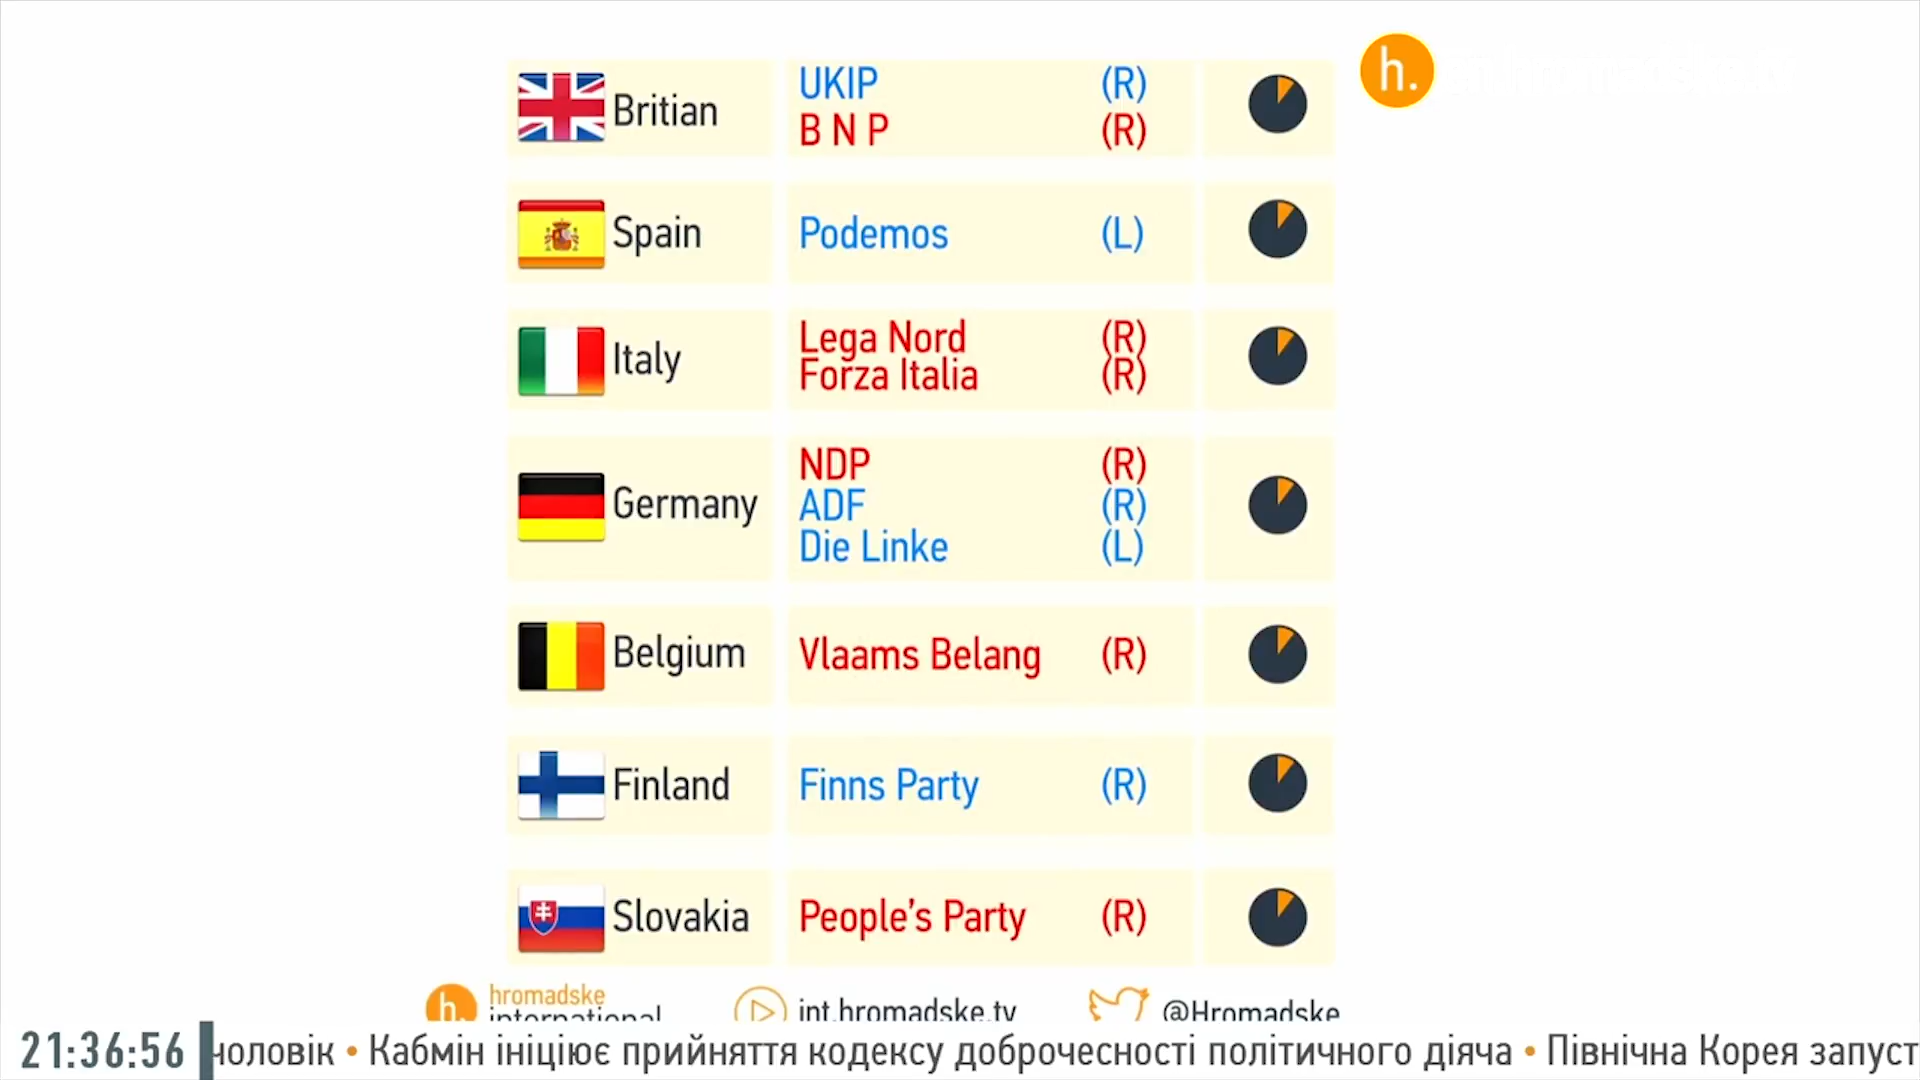 h.
Britian
UKIP (R)
B N P (R)
Spain
Podemos (L)
Italy
Lega Nord (R)
Forza Italia (R)
Germany
NDP (R)
ADF (R)
Die Linke (L)
Belgium
Vlaams Belang (R)
Finland
Finns Party (R)
Slovakia
People’s Party (R)
h. hromadske
international
int.hromadske.tv
@Hromadske
21:36:56 чоловік • Кабмін ініціює прийняття кодексу доброчесності політичного діяча • Північна Корея запуст